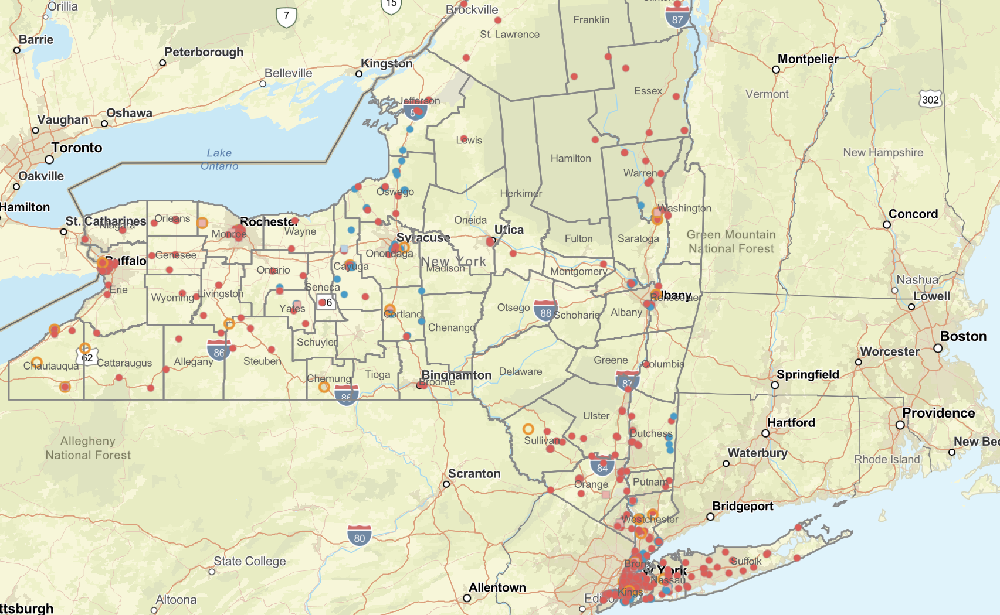 Orillia
7
15
Brockville
87
Franklin
St. Lawrence
Barrie
Peterborough
Kingston
Montpelier
Belleville
Essex
Vermont
302
Jefferson
Vaughan
Oshawa
Toronto
Lake
Ontario
Lewis
Hamilton
New Hampshire
Oakville
Warren
Oswego
Herkimer
Hamilton
Washington
St. Catharines
Niagara
Orleans
Rochester
Monroe
Wayne
Oneida
Utica
Concord
Syracuse
Fulton
Saratoga
Green Mountain
National Forest
Buffalo
Genesee
Onondaga
New York
Madison
Cayuga
Ontario
Montgomery
Nashua
Erie
Wyoming
Livingston
Seneca
Lowell
Albany
Rensselaer
Yates
Cortland
Otsego
88
Schoharie
Albany
Chenango
Boston
Schuyler
86
62
Chautauqua
Cattaraugus
Allegany
Steuben
Worcester
Greene
Columbia
Chemung
Tioga
Binghamton
Broome
Delaware
Springfield
86
87
Ulster
Providence
Hartford
Dutchess
Sullivan
Allegheny
National Forest
New Bed
Waterbury
Rhode Island
84
Scranton
Orange
Putnam
Bridgeport
Westchester
80
State College
Bronx
New York
Suffolk
Nassau
Allentown
Kings
Altoona
Edison
ttsburgh